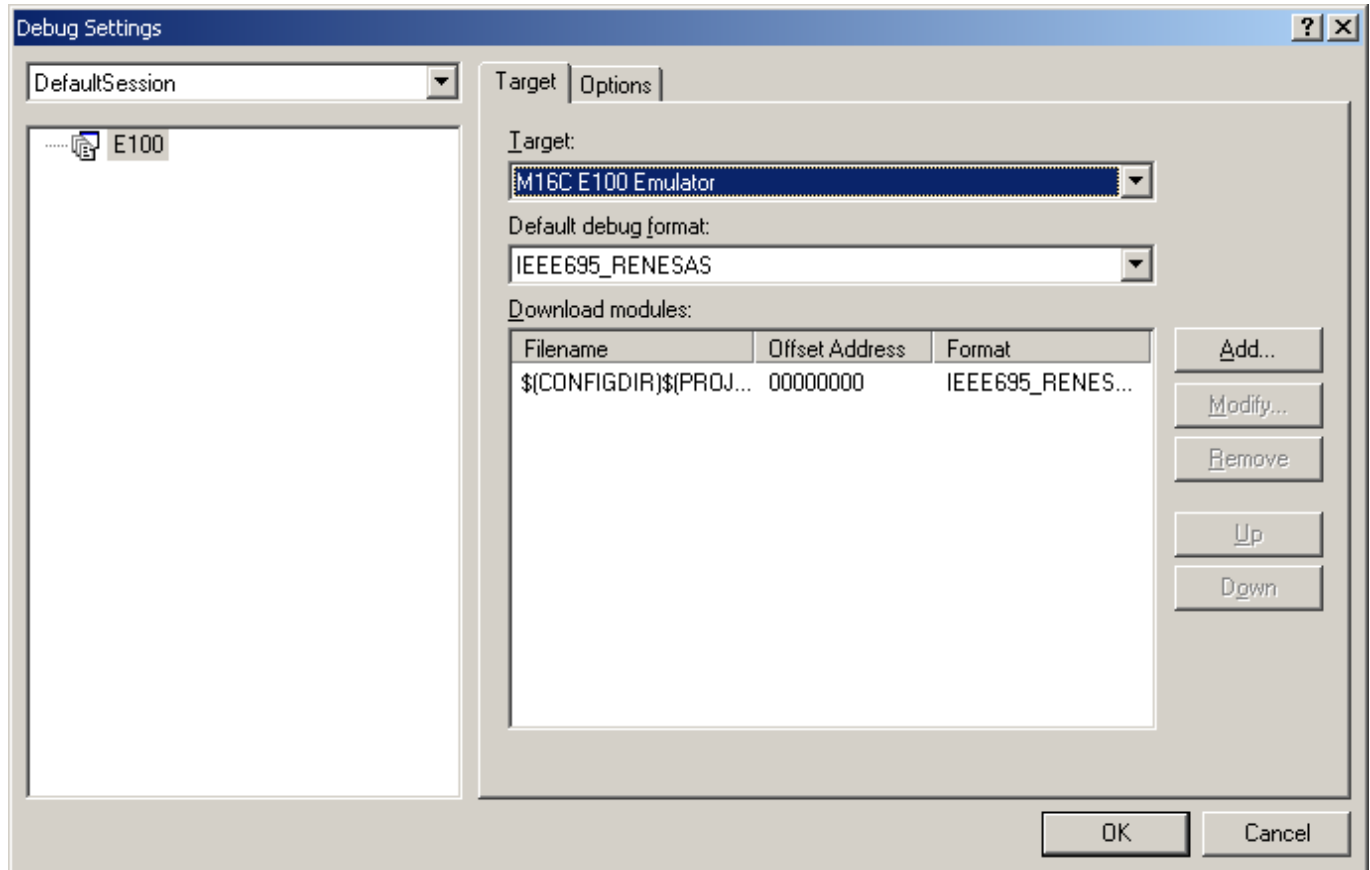 Debug Settings
DefaultSession
E100
Target
Options
Target:
M16C E100 Emulator
Default debug format:
IEEE695_RENESAS
Download modules:
Filename Offset Address Format
$(CONFIGDIR)$(PROJ... 00000000 IEEE695_RENES...
Add...
Modify...
Remove
Up
Down
OK Cancel